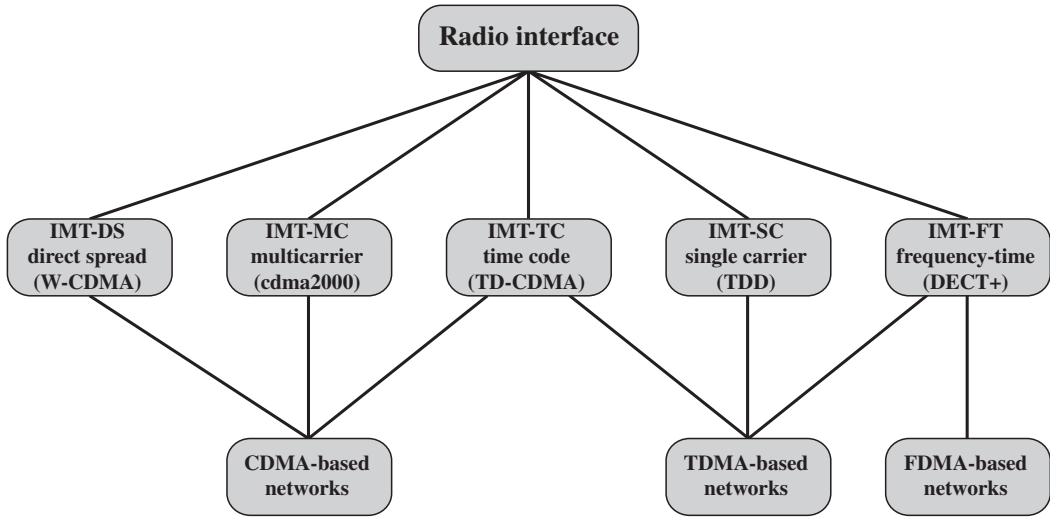 Radio interface
IMT-DS
direct spread
(W-CDMA)
IMT-MC
multicarrier
(cdma2000)
IMT-TC
time code
(TD-CDMA)
IMT-SC
single carrier
(TDD)
IMT-FT
frequency-time
(DECT+)
CDMA-based
networks
TDMA-based
networks
FDMA-based
networks